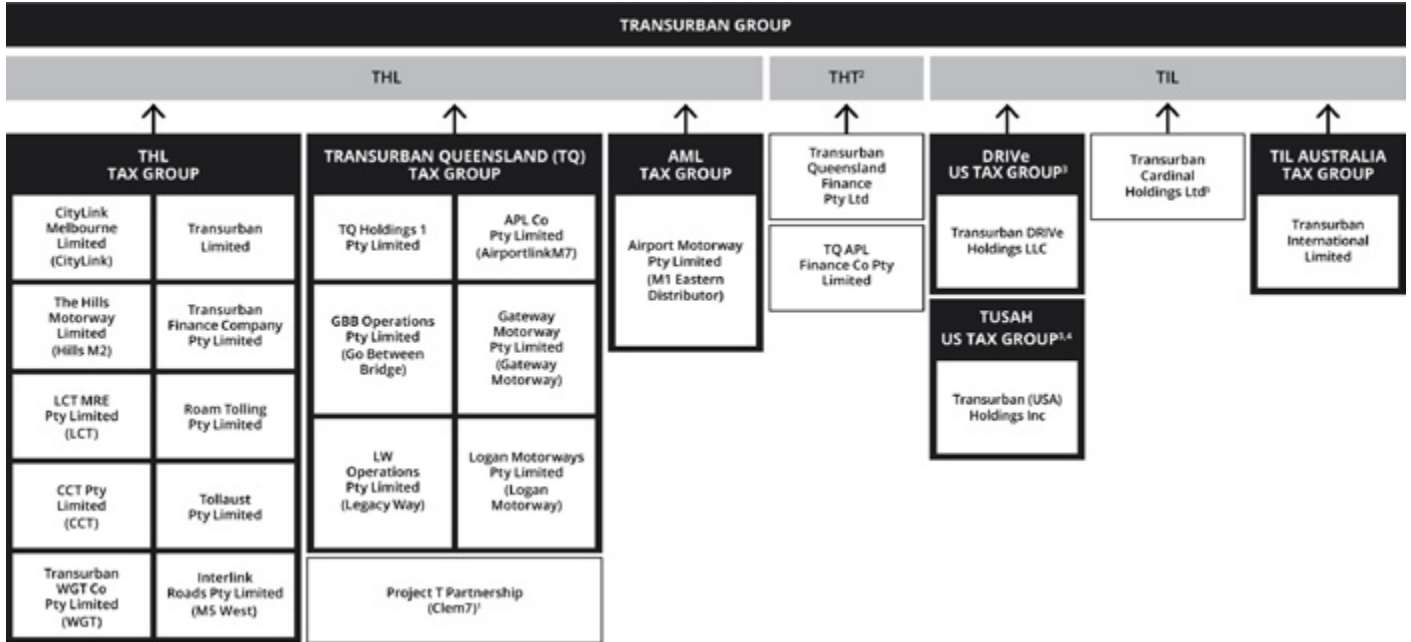 TRANSURBAN GROUP
THL
THT²
TIL
THL
TAX GROUP
CityLink
Melbourne
Limited
(CityLink)
Transurban
Limited
The Hills
Motorway
Limited
(Hills M2)
Transurban
Finance Company
Pty Limited
LCT MRE
Pty Limited
(LCT)
Roam Tolling
Pty Limited
CCT Pty
Limited
(CCT)
Tollaust
Pty Limited
Transurban
WGT Co
Pty Limited
(WGT)
Interlink
Roads Pty Limited
(M5 West)
TRANSURBAN QUEENSLAND (TQ)
TAX GROUP
TQ Holdings 1
Pty Limited
APL Co
Pty Limited
(AirportlinkM7)
GBB Operations
Pty Limited
(Go Between
Bridge)
Gateway
Motorway
Pty Limited
(Gateway
Motorway)
LW
Operations
Pty Limited
(Legacy Way)
Logan Motorways
Pty Limited
(Logan
Motorway)
Project T Partnership
(Clem7)¹
AML
TAX GROUP
Airport Motorway
Pty Limited
(M1 Eastern
Distributor)
Transurban
Queensland
Finance
Pty Ltd
TQ APL
Finance Co Pty
Limited
DRIVe
US TAX GROUP³
Transurban DRIVe
Holdings LLC
TUSAH
US TAX GROUP³,⁴
Transurban (USA)
Holdings Inc
Transurban
Cardinal
Holdings Ltd⁵
TIL AUSTRALIA
TAX GROUP
Transurban
International
Limited